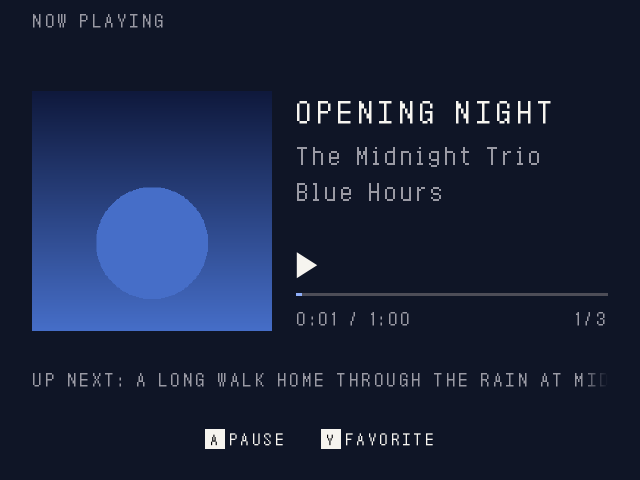 NOW PLAYING
OPENING NIGHT
The Midnight Trio
Blue Hours
0:01 / 1:00 1/3
UP NEXT: A LONG WALK HOME THROUGH THE RAIN AT MID
A PAUSE Y FAVORITE